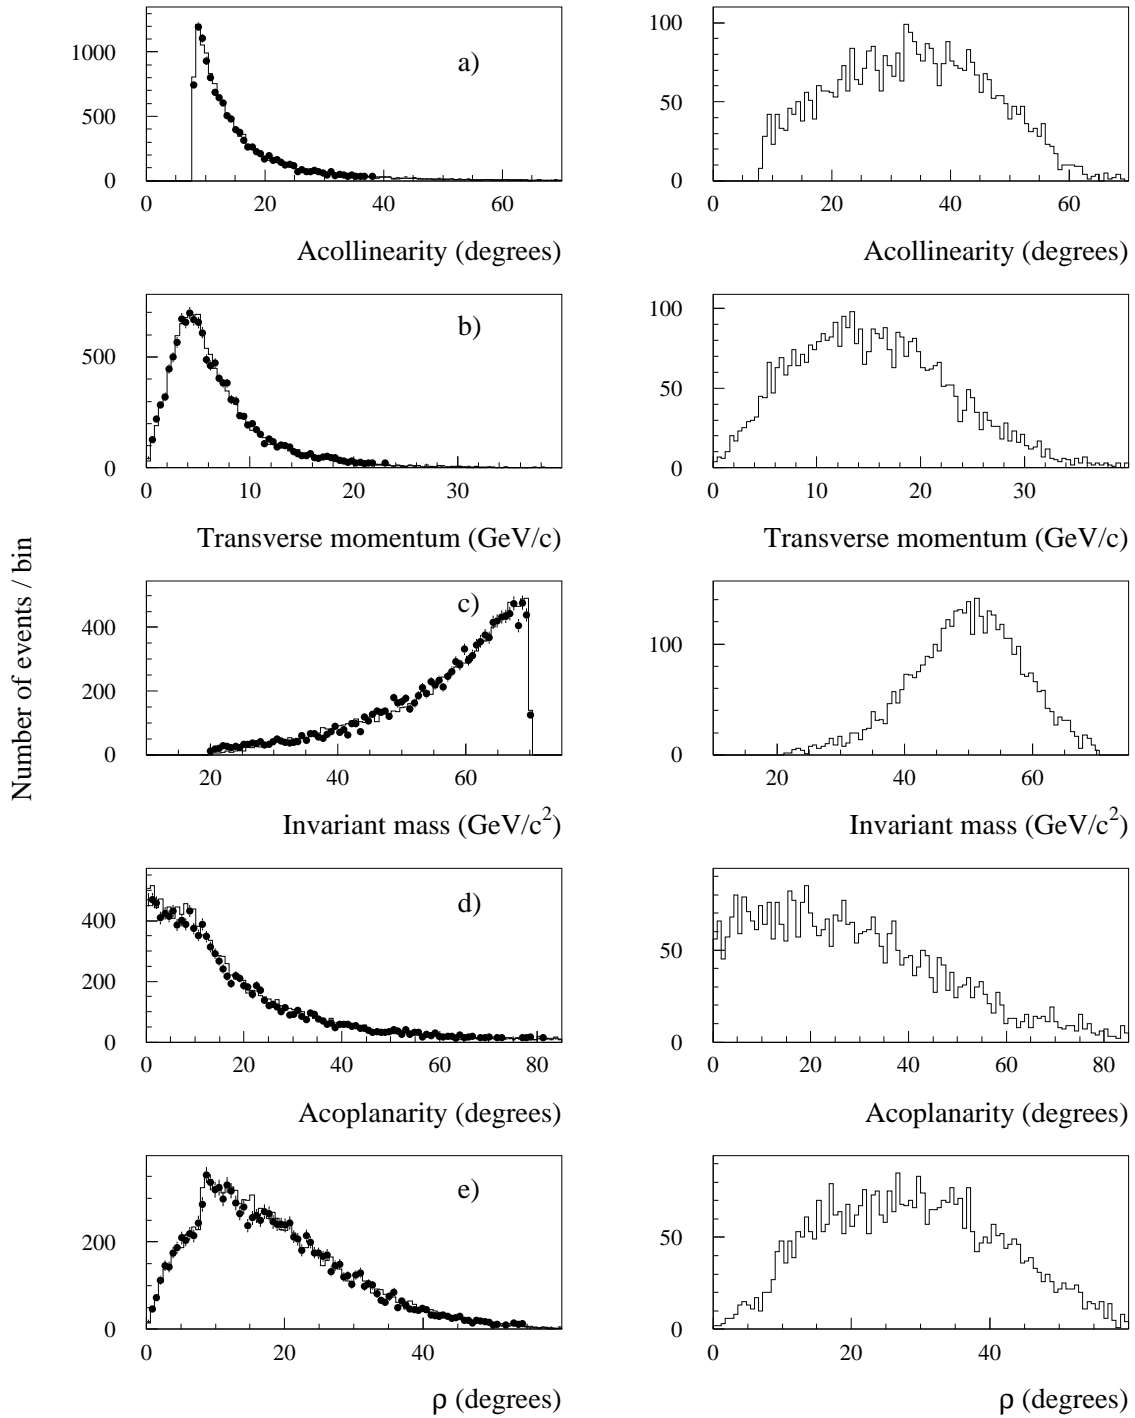 1000
500
0
a)
0 20 40 60
Acollinearity (degrees)
100
50
0
0 20 40 60
Acollinearity (degrees)
500
0
b)
0 10 20 30
Transverse momentum (GeV/c)
100
50
0
0 10 20 30
Transverse momentum (GeV/c)
Number of events / bin
400
200
0
c)
20 40 60
Invariant mass (GeV/c²)
100
0
20 40 60
Invariant mass (GeV/c²)
400
200
0
d)
0 20 40 60 80
Acoplanarity (degrees)
50
0
0 20 40 60 80
Acoplanarity (degrees)
200
0
e)
0 20 40
ρ (degrees)
50
0
0 20 40
ρ (degrees)